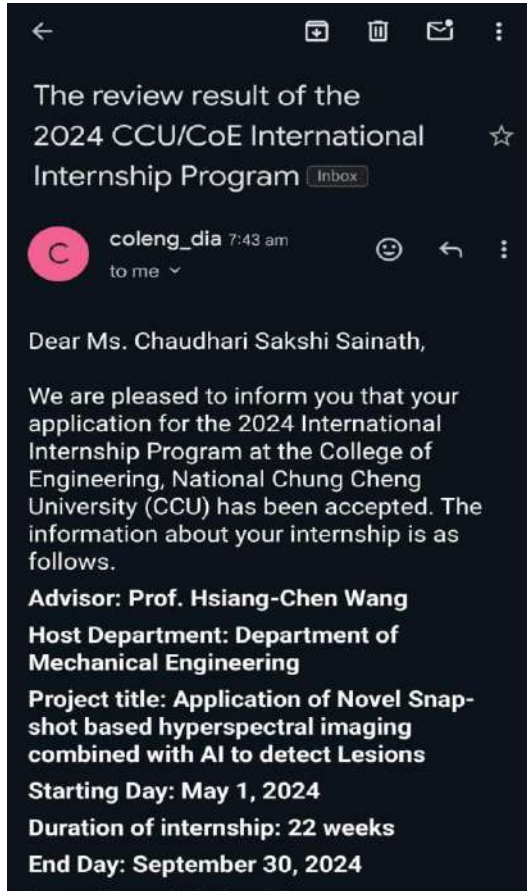 The review result of the
2024 CCU/CoE International
Internship Program Inbox
C
coleng_dia 7:43 am
to me
Dear Ms. Chaudhari Sakshi Sainath,
We are pleased to inform you that your
application for the 2024 International
Internship Program at the College of
Engineering, National Chung Cheng
University (CCU) has been accepted. The
information about your internship is as
follows.
Advisor: Prof. Hsiang-Chen Wang
Host Department: Department of
Mechanical Engineering
Project title: Application of Novel Snap-
shot based hyperspectral imaging
combined with AI to detect Lesions
Starting Day: May 1, 2024
Duration of internship: 22 weeks
End Day: September 30, 2024